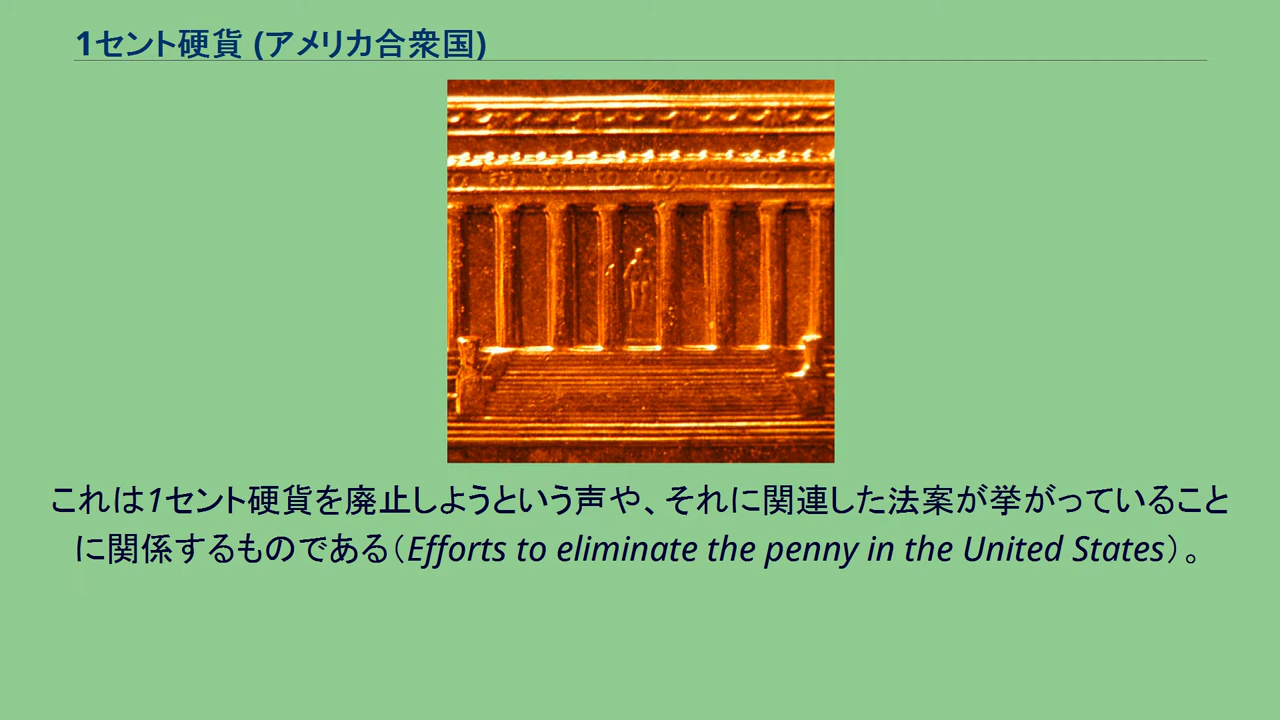 1セント硬貨 (アメリカ合衆国)
これは1セント硬貨を廃止しようという声や、それに関連した法案が挙がっていること
に関係するものである（Efforts to eliminate the penny in the United States）。